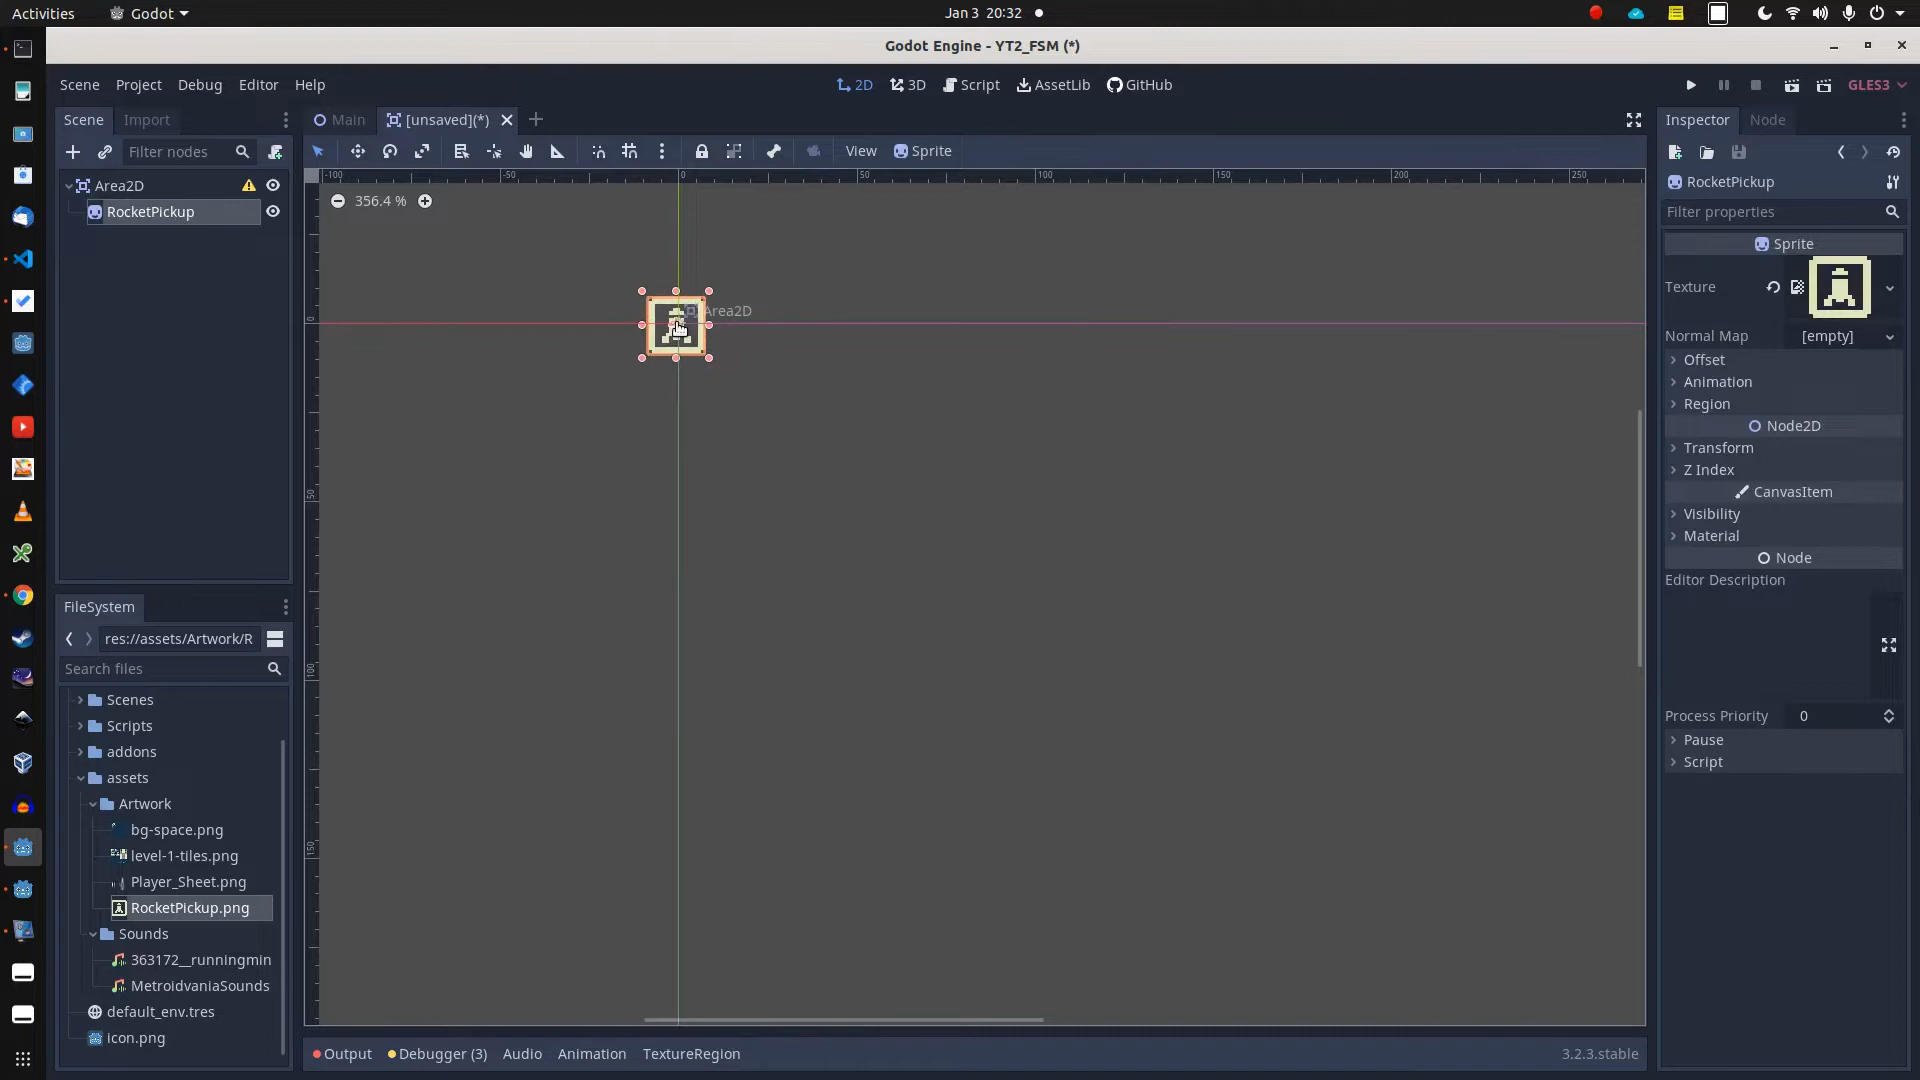 Activities
Godot
Jan 3 20:32
Godot Engine - YT2_FSM (*)
Scene Project Debug Editor Help
2D 3D Script AssetLib GitHub
GLES3
Scene Import
Main [unsaved](*)
Inspector Node
Filter nodes
View Sprite
RocketPickup
Filter properties
Area2D
RocketPickup
-100 -50 0 50 100 150 200 250
356.4 %
0
50
100
150
Area2D
Sprite
Texture
Normal Map [empty]
Offset
Animation
Region
Node2D
Transform
Z Index
CanvasItem
Visibility
Material
Node
Editor Description
Process Priority 0
Pause
Script
FileSystem
res://assets/Artwork/R
Search files
Scenes
Scripts
addons
assets
Artwork
bg-space.png
level-1-tiles.png
Player_Sheet.png
RocketPickup.png
Sounds
363172__runningmin
MetroidvaniaSounds
default_env.tres
icon.png
Output Debugger (3) Audio Animation TextureRegion
3.2.3.stable